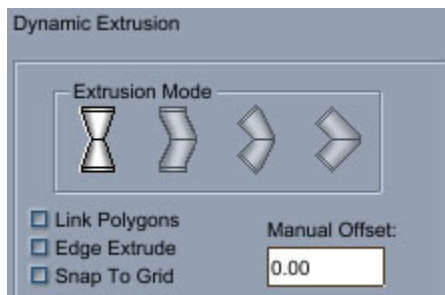 Dynamic Extrusion
Extrusion Mode
Link Polygons
Edge Extrude
Snap To Grid
Manual Offset:
0.00